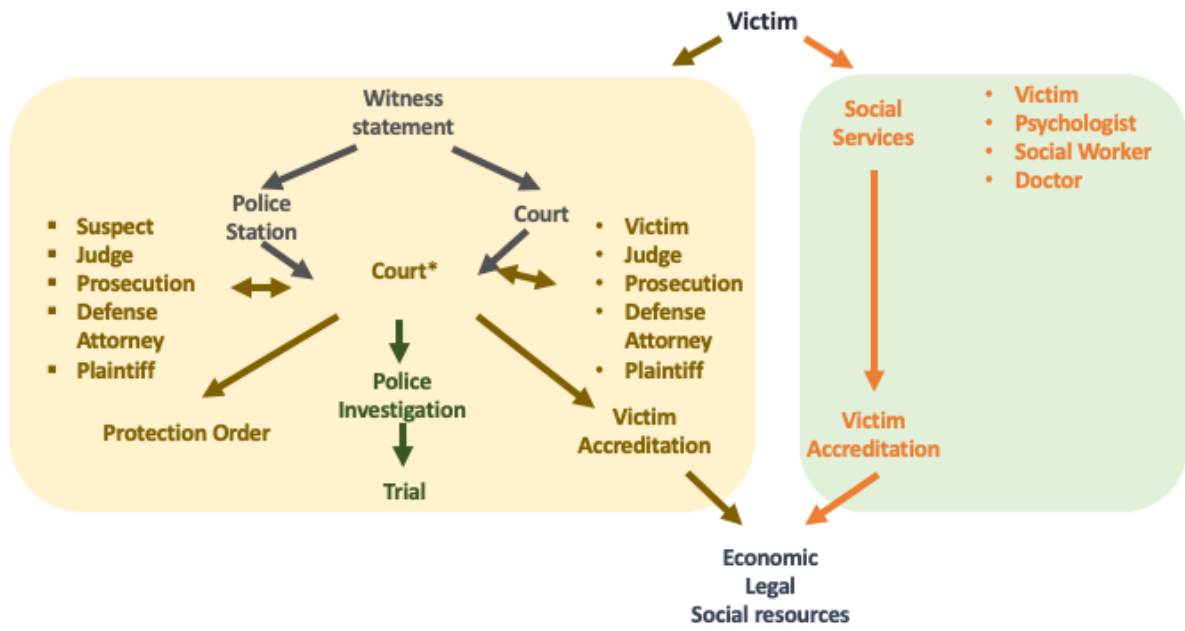 Victim
Witness
statement
Police
Station
Court
▪ Suspect
▪ Judge
▪ Prosecution
▪ Defense
Attorney
▪ Plaintiff
Court*
• Victim
• Judge
• Prosecution
• Defense
Attorney
• Plaintiff
Protection Order
Police
Investigation
Trial
Victim
Accreditation
Social
Services
• Victim
• Psychologist
• Social Worker
• Doctor
Victim
Accreditation
Economic
Legal
Social resources